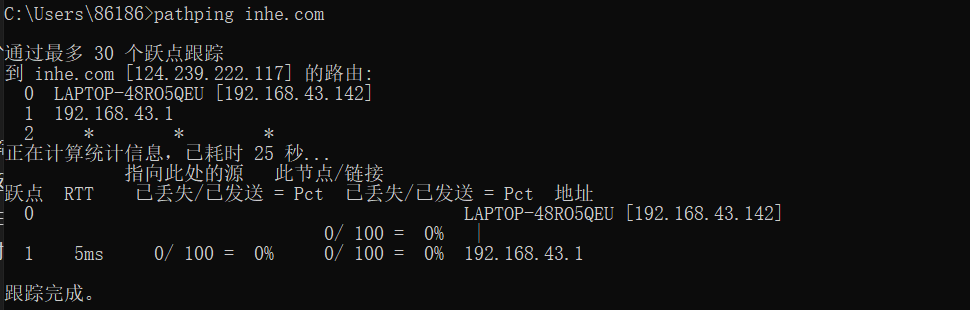 C:\Users\86186>pathping inhe.com
通过最多 30 个跃点跟踪
到 inhe.com [124.239.222.117] 的路由:
0 LAPTOP-48RO5QEU [192.168.43.142]
1 192.168.43.1
2 * * *
正在计算统计信息，已耗时 25 秒...
指向此处的源 此节点/链接
跃点 RTT 已丢失/已发送 = Pct 已丢失/已发送 = Pct 地址
0 LAPTOP-48RO5QEU [192.168.43.142]
0/ 100 = 0% |
1 5ms 0/ 100 = 0% 0/ 100 = 0% 192.168.43.1
跟踪完成。